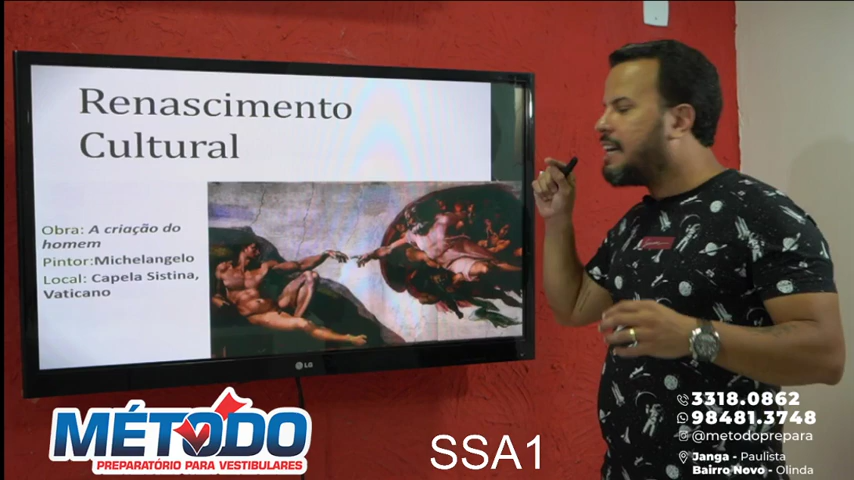 Renascimento
Cultural
Obra: A criação do
homem
Pintor:Michelangelo
Local: Capela Sistina,
Vaticano
LG
MÉTODO
PREPARATÓRIO PARA VESTIBULARES
SSA1
3318.0862
98481.3748
@metodoprepara
Janga - Paulista
Bairro Novo - Olinda